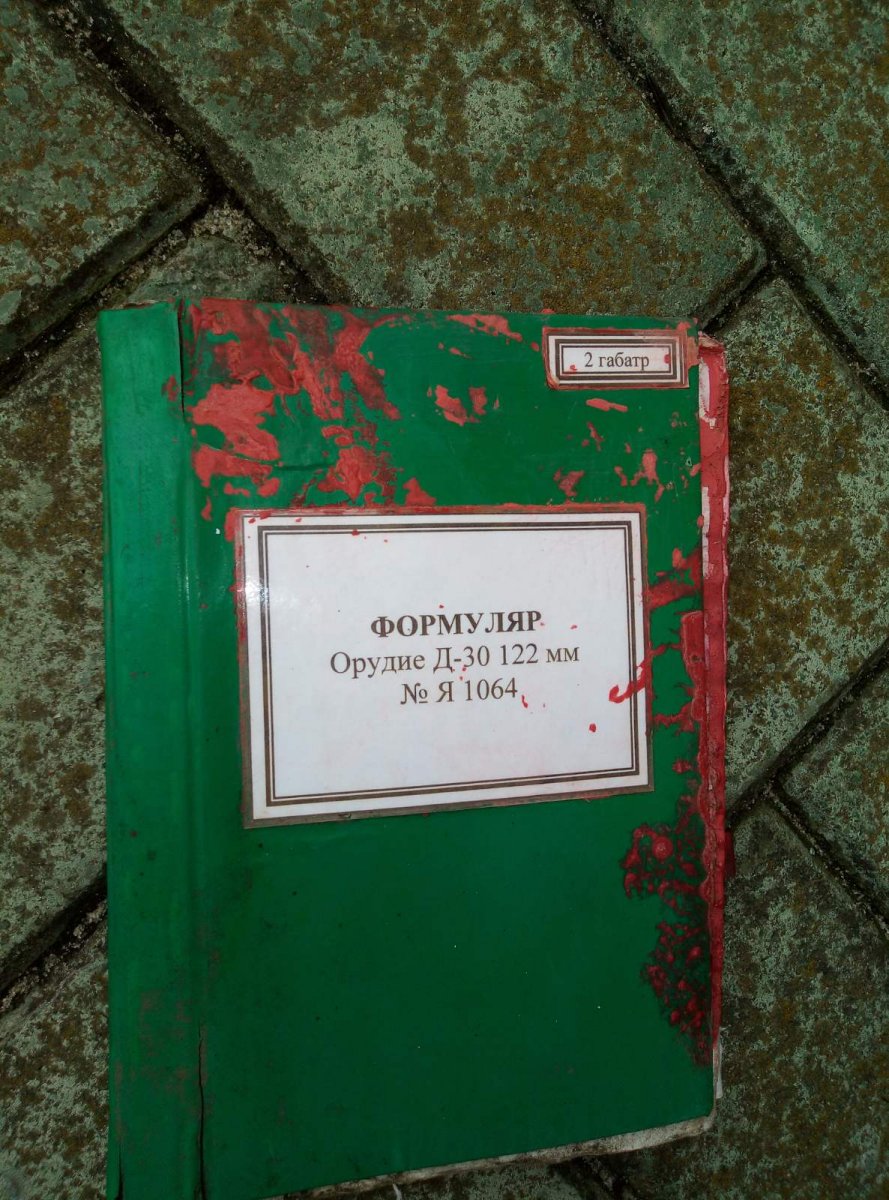 2 габатр
ФОРМУЛЯР
Орудие Д-30 122 мм
№ Я 1064